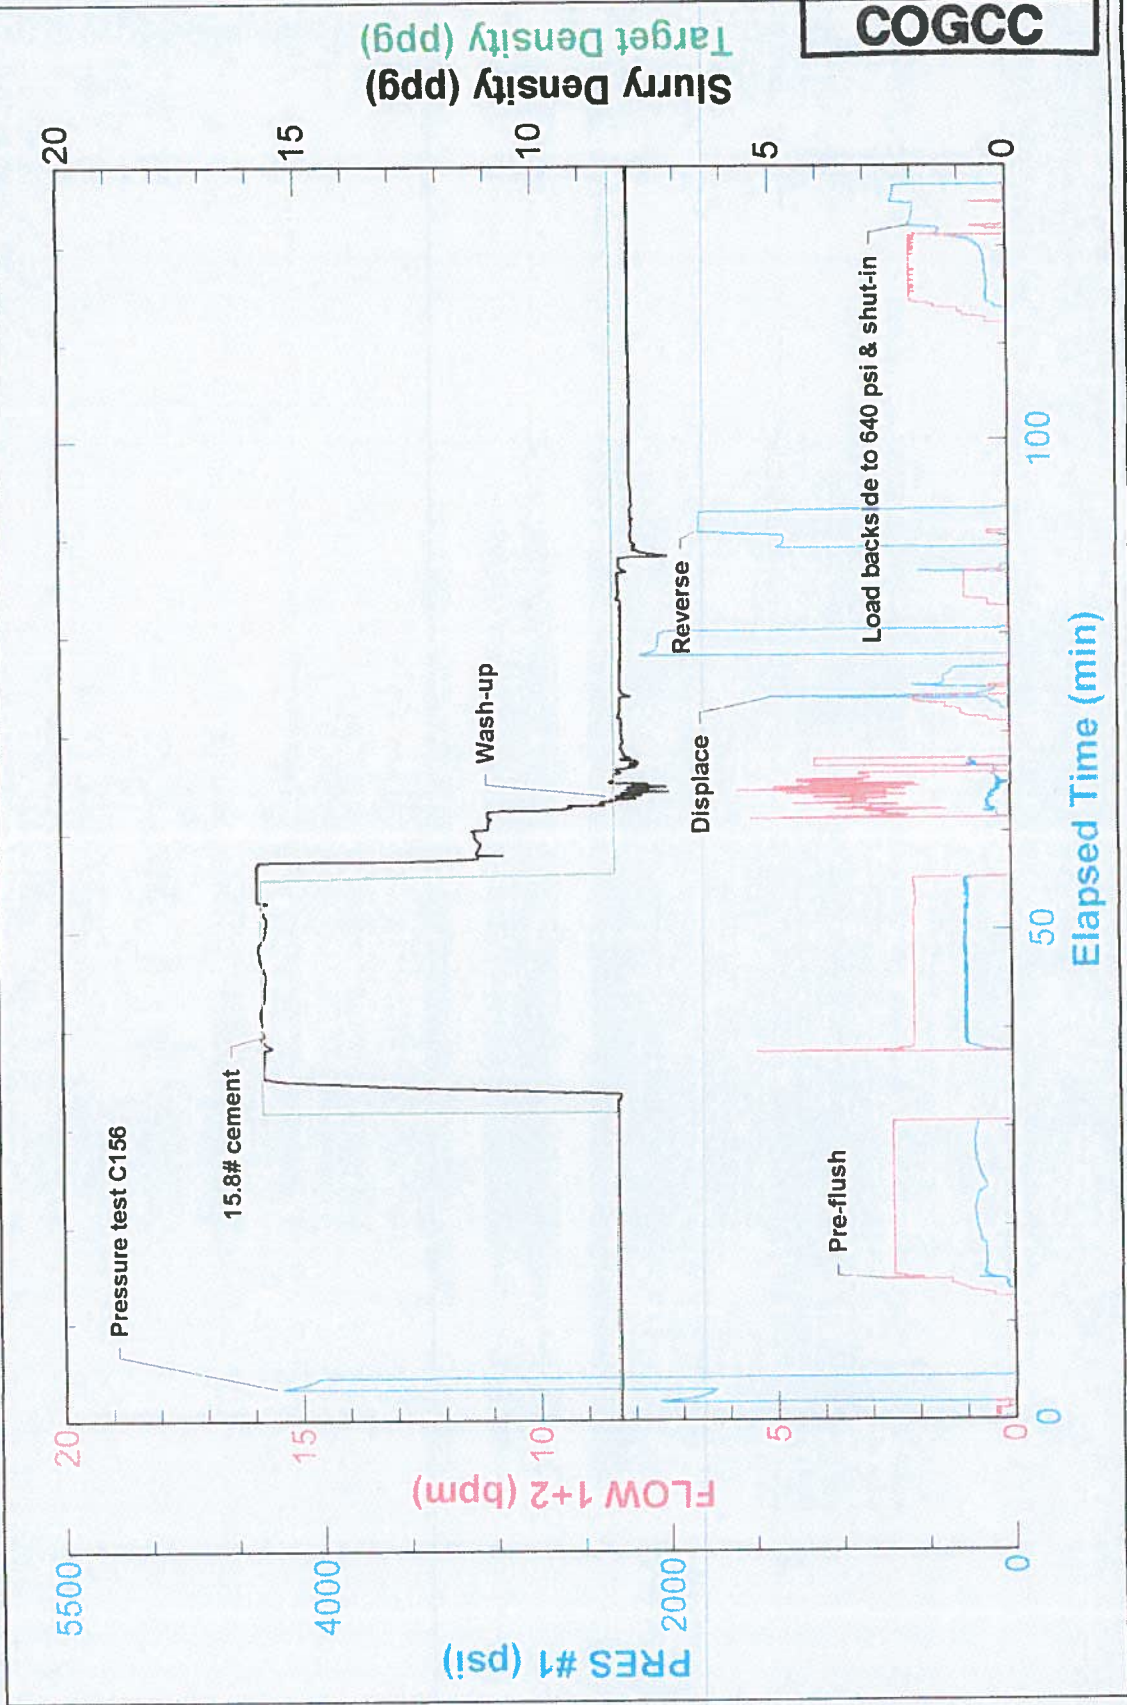 COGCC
PRES #1 (psi)
5500
4000
2000
0
FLOW 1+2 (bpm)
20
15
10
5
0
Pressure test C156
15.8# cement
Pre-flush
Wash-up
Displace
Reverse
Load backside to 640 psi & shut-in
0
50
100
Elapsed Time (min)
20
15
10
5
0
Slurry Density (ppg)
Target Density (ppg)